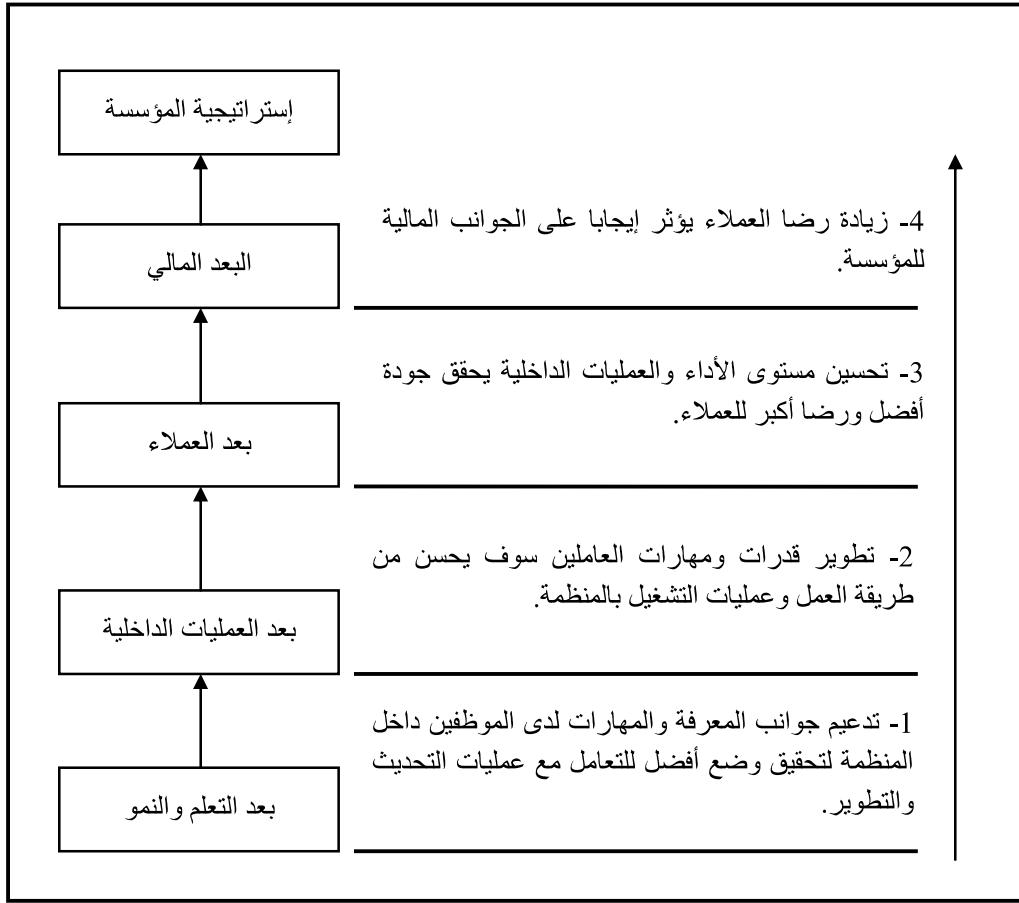 إستراتيجية المؤسسة
4- زيادة رضا العملاء يؤثر إيجابا على الجوانب المالية
للمؤسسة.
البعد المالي
3- تحسين مستوى الأداء والعمليات الداخلية يحقق جودة
أفضل ورضا أكبر للعملاء.
بعد العملاء
2- تطوير قدرات ومهارات العاملين سوف يحسن من
طريقة العمل وعمليات التشغيل بالمنظمة.
بعد العمليات الداخلية
1- تدعيم جوانب المعرفة والمهارات لدى الموظفين داخل
المنظمة لتحقيق وضع أفضل للتعامل مع عمليات التحديث
والتطوير.
بعد التعلم والنمو